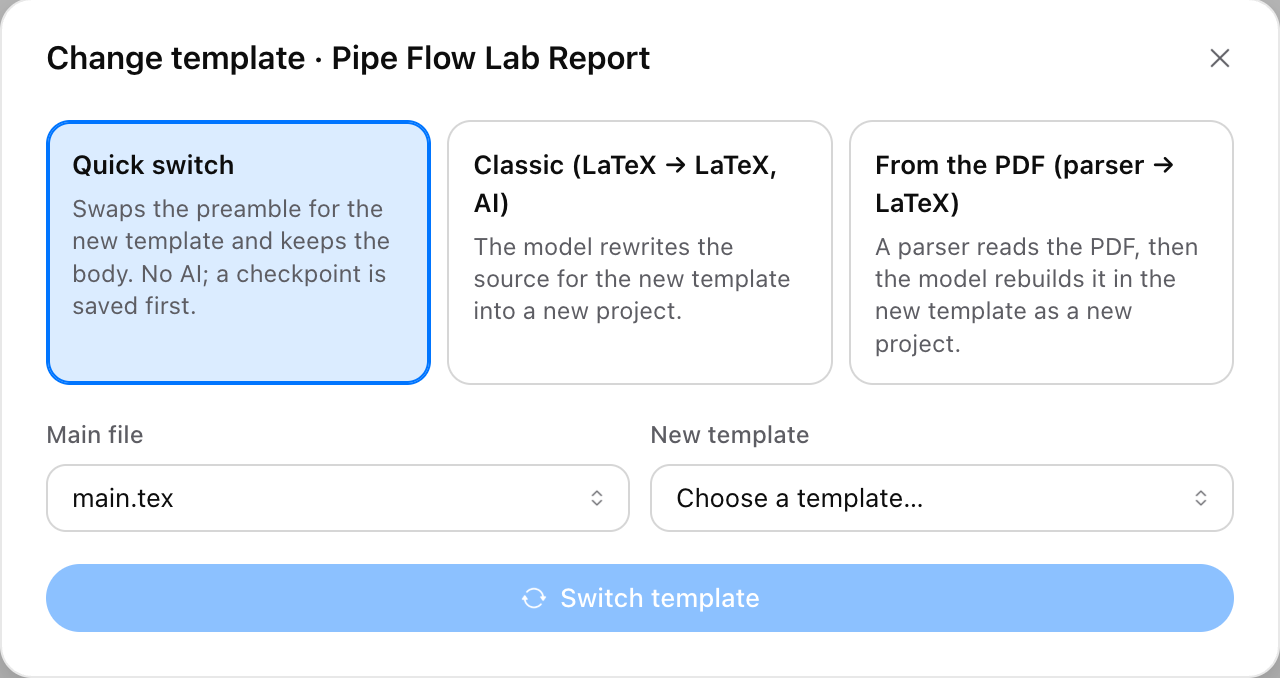 Change template · Pipe Flow Lab Report
Quick switch
Swaps the preamble for the
new template and keeps the
body. No AI; a checkpoint is
saved first.
Classic (LaTeX → LaTeX,
AI)
The model rewrites the
source for the new template
into a new project.
From the PDF (parser →
LaTeX)
A parser reads the PDF, then
the model rebuilds it in the
new template as a new
project.
Main file
main.tex
New template
Choose a template...
Switch template